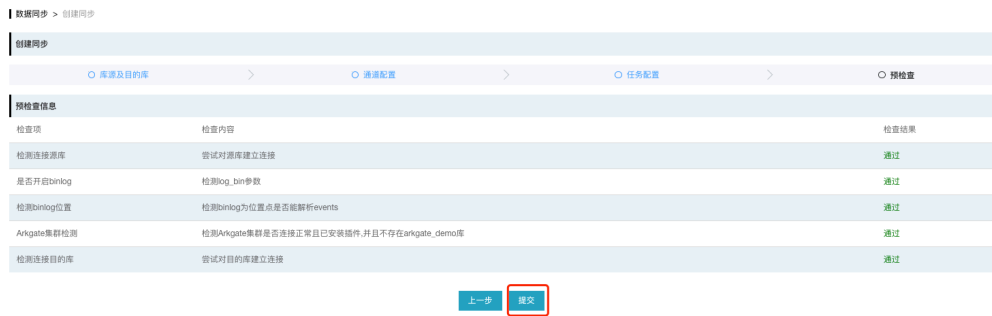 数据同步 > 创建同步
创建同步
库源及目的库 通道配置 任务配置 预检查
预检查信息
检查项 检查内容 检查结果
检测连接源库 尝试对源库建立连接 通过
是否开启binlog 检测log_bin参数 通过
检测binlog位置 检测binlog为位置点是否能解析events 通过
Arkgate集群检测 检测Arkgate集群是否连接正常且已安装插件,并且不存在arkgate_demo库 通过
检测连接目的库 尝试对目的库建立连接 通过
上一步 提交